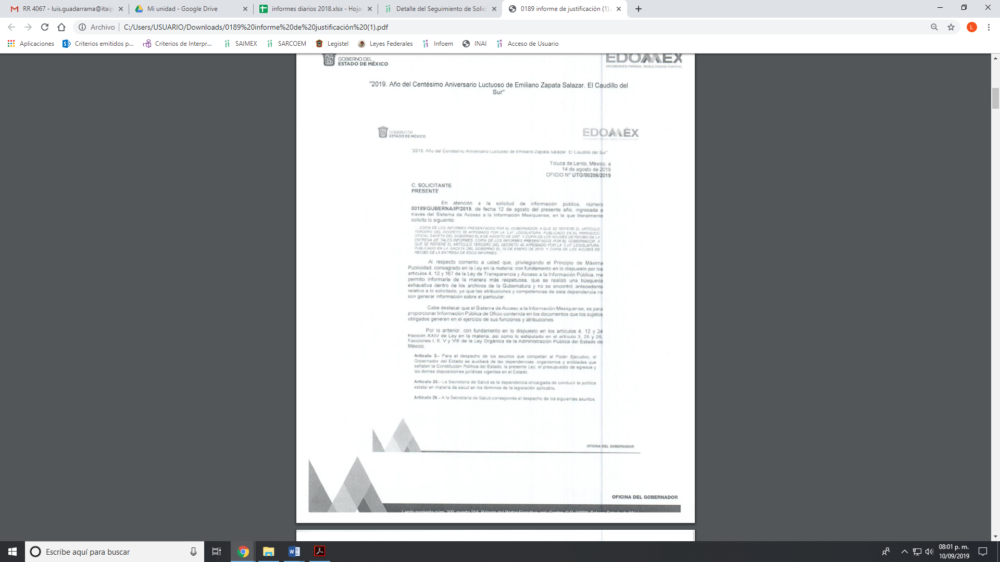 RR 4067 - luis.guadarrama@itaip
Mi unidad - Google Drive
informes diarios 2018.xlsx - Hoja
Detalle del Seguimiento de Solici
0189 informe de justificación (1).
Archivo
C:/Users/USUARIO/Downloads/0189%20informe%20de%20justificación%20(1).pdf
L
Aplicaciones
Criterios emitidos p...
Criterios de Interpr...
SAIMEX
SARCOEM
Legistel
Leyes Federales
Infoem
INAI
Acceso de Usuario
GOBIERNO DEL
ESTADO DE MÉXICO
EDOMEX
DECISIONES FIRMES, RESULTADOS FUERTES
"2019. Año del Centésimo Aniversario Luctuoso de Emiliano Zapata Salazar. El Caudillo del
Sur"
GOBIERNO DEL
ESTADO DE MÉXICO
EDOMÉX
"2019. Año del Centésimo Aniversario Luctuoso de Emiliano Zapata Salazar. El Caudillo del Sur"
Toluca de Lerdo, México, a
14 de agosto de 2019
OFICIO N° UTG/00206/2019
C. SOLICITANTE
PRESENTE
En atención a la solicitud de información pública, número
00189/GUBERNA/IP/2019, de fecha 12 de agosto del presente año, ingresada a
través del Sistema de Acceso a la Información Mexiquense, en la que literalmente
solicita lo siguiente:
"...COPIA DE LOS INFORMES PRESENTADOS POR EL GOBERNADOR, A QUE SE REFIERE EL ARTÍCULO
TERCERO DEL DECRETO 56 APROBADO POR LA "LVI" LEGISLATURA, PUBLICADO EN EL PERIÓDICO
OFICIAL GACETA DEL GOBIERNO EL 8 DE AGOSTO DE 2007. Y COPIA DE LOS ACUSES DE RECIBO DE LA
ENTREGA DE TALES INFORMES. COPIA DE LOS INFORMES PRESENTADOS POR EL GOBERNADOR, A
QUE SE REFIERE EL ARTÍCULO TERCERO DEL DECRETO 40 APROBADO POR LA "LVII" LEGISLATURA,
PUBLICADO EN LA GACETA DEL GOBIERNO EL 19 DE ENERO DE 2010. Y COPIA DE LOS ACUSES DE
RECIBO DE LA ENTREGA DE ESOS INFORMES..."
Al respecto comento a usted que, privilegiando el Principio de Máxima
Publicidad, consagrado en la Ley en la materia; con fundamento en lo dispuesto por los
artículos 4, 12 y 167 de la Ley de Transparencia y Acceso a la Información Pública, me
permito informarle de la manera más respetuosa, que se realizó una búsqueda
exhaustiva dentro de los archivos de la Gubernatura y no se encontró antecedente
relativo a lo solicitado, ya que las atribuciones y competencias de esta dependencia no
son generar información sobre el particular.
Cabe destacar que el Sistema de Acceso a la Información Mexiquense, es para
proporcionar Información Pública de Oficio contenida en los documentos que los sujetos
obligados generen en el ejercicio de sus funciones y atribuciones.
Por lo anterior, con fundamento en lo dispuesto en los artículos 4, 12 y 24
fracción XXIV de Ley en la materia, así como lo estipulado en el artículo 3, 25 y 26,
fracciones I, II, V y VIII de la Ley Orgánica de la Administración Pública del Estado de
México.
Artículo 3.- Para el despacho de los asuntos que competan al Poder Ejecutivo, el
Gobernador del Estado se auxiliará de las dependencias, organismos y entidades que
señalen la Constitución Política del Estado, la presente Ley, el presupuesto de egresos y
las demás disposiciones jurídicas vigentes en el Estado.
Artículo 25.- La Secretaría de Salud es la dependencia encargada de conducir la política
estatal en materia de salud en los términos de la legislación aplicable.
Artículo 26.- A la Secretaría de Salud corresponde el despacho de los siguientes asuntos:
OFICINA DEL GOBERNADOR
OFICINA DEL GOBERNADOR
Lerdo poniente núm. 300, puerta 216, Palacio del Poder Ejecutivo, col. Centro, C.P. 50000, Toluca, Estado de
Escribe aquí para buscar
08:01 p. m.
10/09/2019